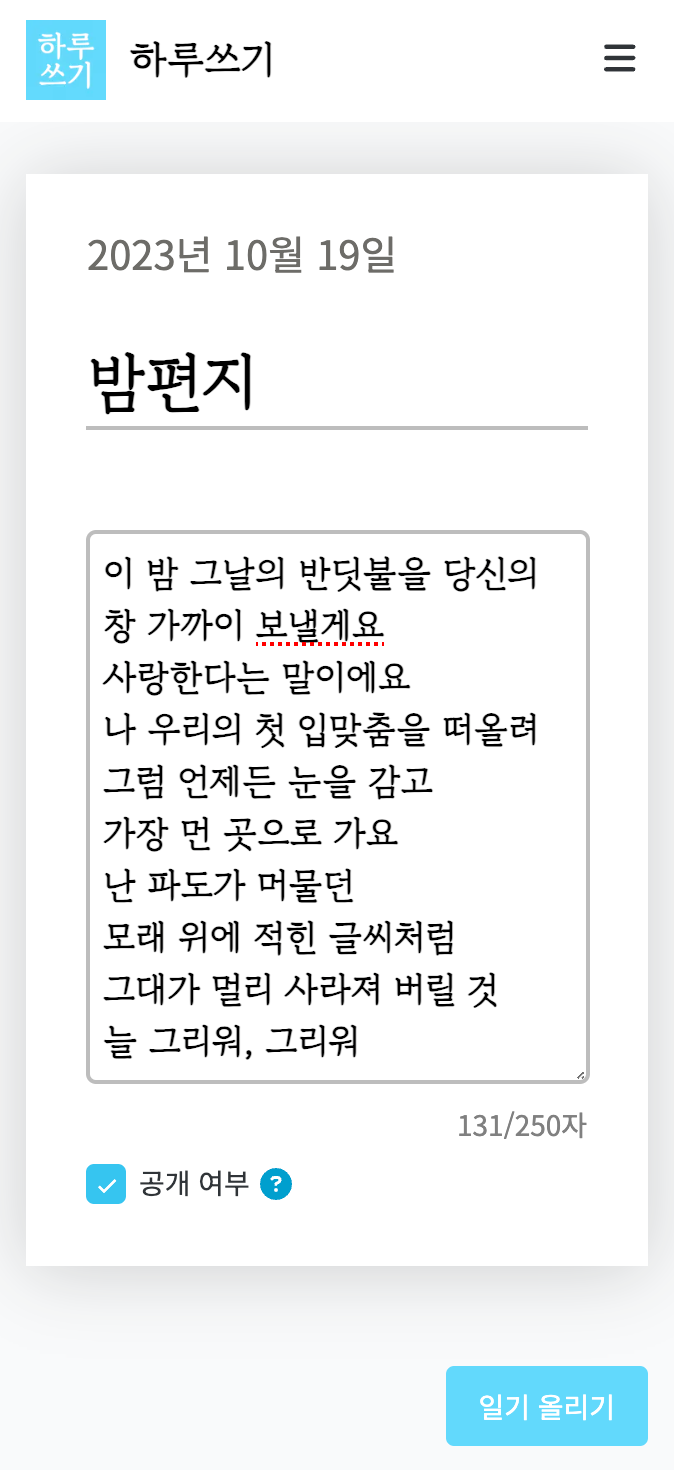 하루
쓰기
하루쓰기
2023년 10월 19일
밤편지
이 밤 그날의 반딧불을 당신의
창 가까이 보낼게요
사랑한다는 말이에요
나 우리의 첫 입맞춤을 떠올려
그럼 언제든 눈을 감고
가장 먼 곳으로 가요
난 파도가 머물던
모래 위에 적힌 글씨처럼
그대가 멀리 사라져 버릴 것
늘 그리워, 그리워
131/250자
공개 여부 ?
일기 올리기